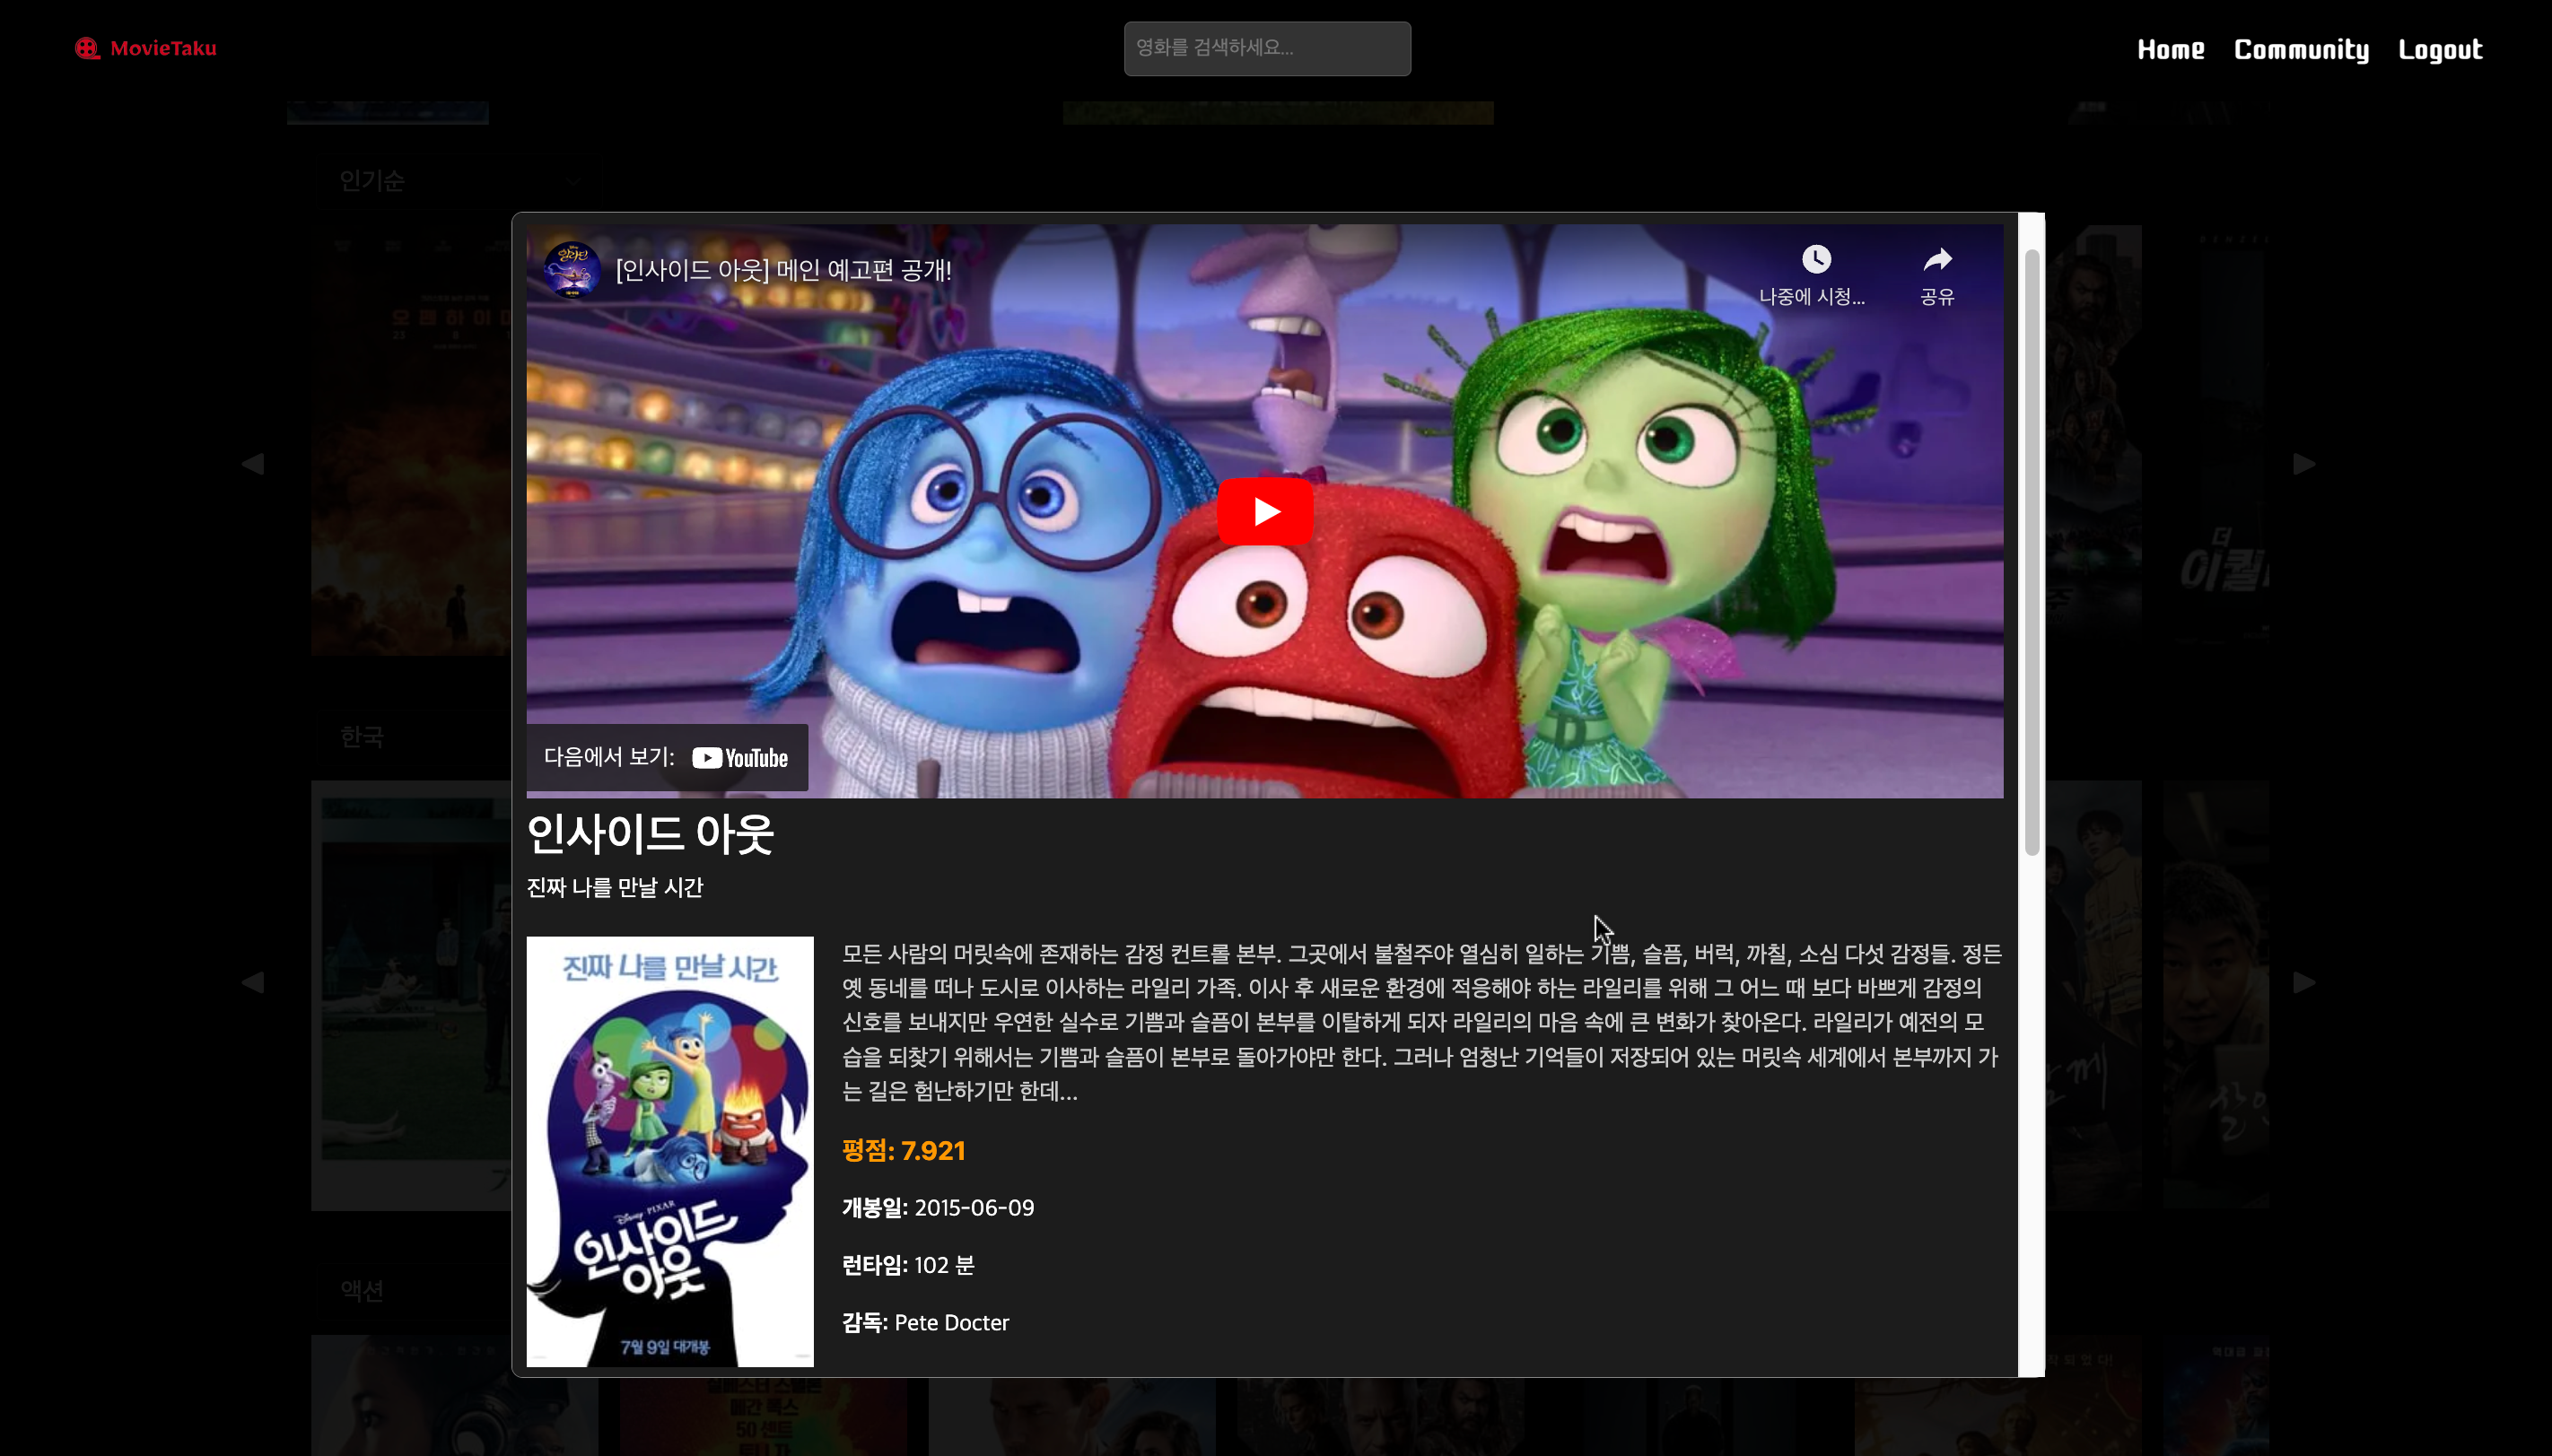 MovieTaku
영화를 검색하세요...
Home Community Logout
인기순
[인사이드 아웃] 메인 예고편 공개!
나중에 시청...
공유
다음에서 보기: YouTube
더
한국
인사이드 아웃
진짜 나를 만날 시간
진짜 나를 만날 시간
Disney PIXAR
인사이드
아웃
7월 9일 대개봉
모든 사람의 머릿속에 존재하는 감정 컨트롤 본부. 그곳에서 불철주야 열심히 일하는 기쁨, 슬픔, 버럭, 까칠, 소심 다섯 감정들. 정든
옛 동네를 떠나 도시로 이사하는 라일리 가족. 이사 후 새로운 환경에 적응해야 하는 라일리를 위해 그 어느 때 보다 바쁘게 감정의
신호를 보내지만 우연한 실수로 기쁨과 슬픔이 본부를 이탈하게 되자 라일리의 마음 속에 큰 변화가 찾아온다. 라일리가 예전의 모
습을 되찾기 위해서는 기쁨과 슬픔이 본부로 돌아가야만 한다. 그러나 엄청난 기억들이 저장되어 있는 머릿속 세계에서 본부까지 가
는 길은 험난하기만 한데...
평점: 7.921
개봉일: 2015-06-09
런타임: 102 분
감독: Pete Docter
액션
메간 폭스
50 센트
토니 자